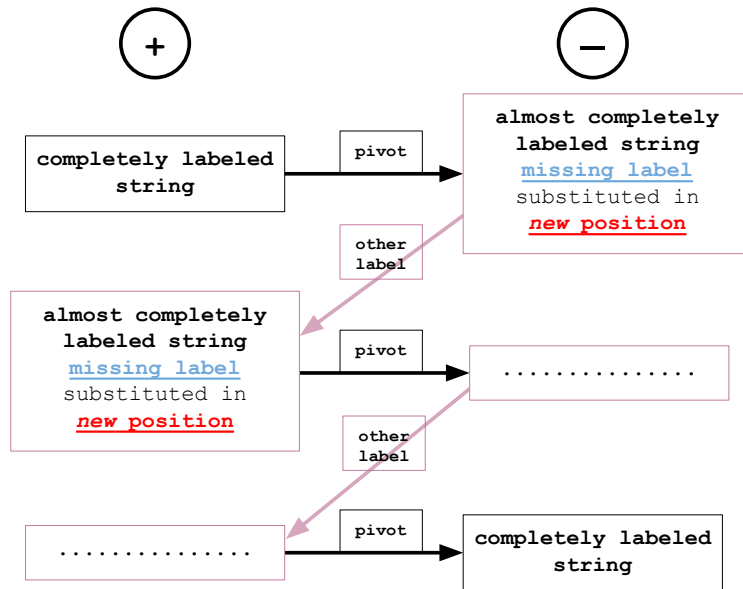 +
−
completely labeled
string
pivot
almost completely
labeled string
missing label
substituted in
new position
other
label
almost completely
labeled string
missing label
substituted in
new position
pivot
...............
other
label
...............
pivot
completely labeled
string